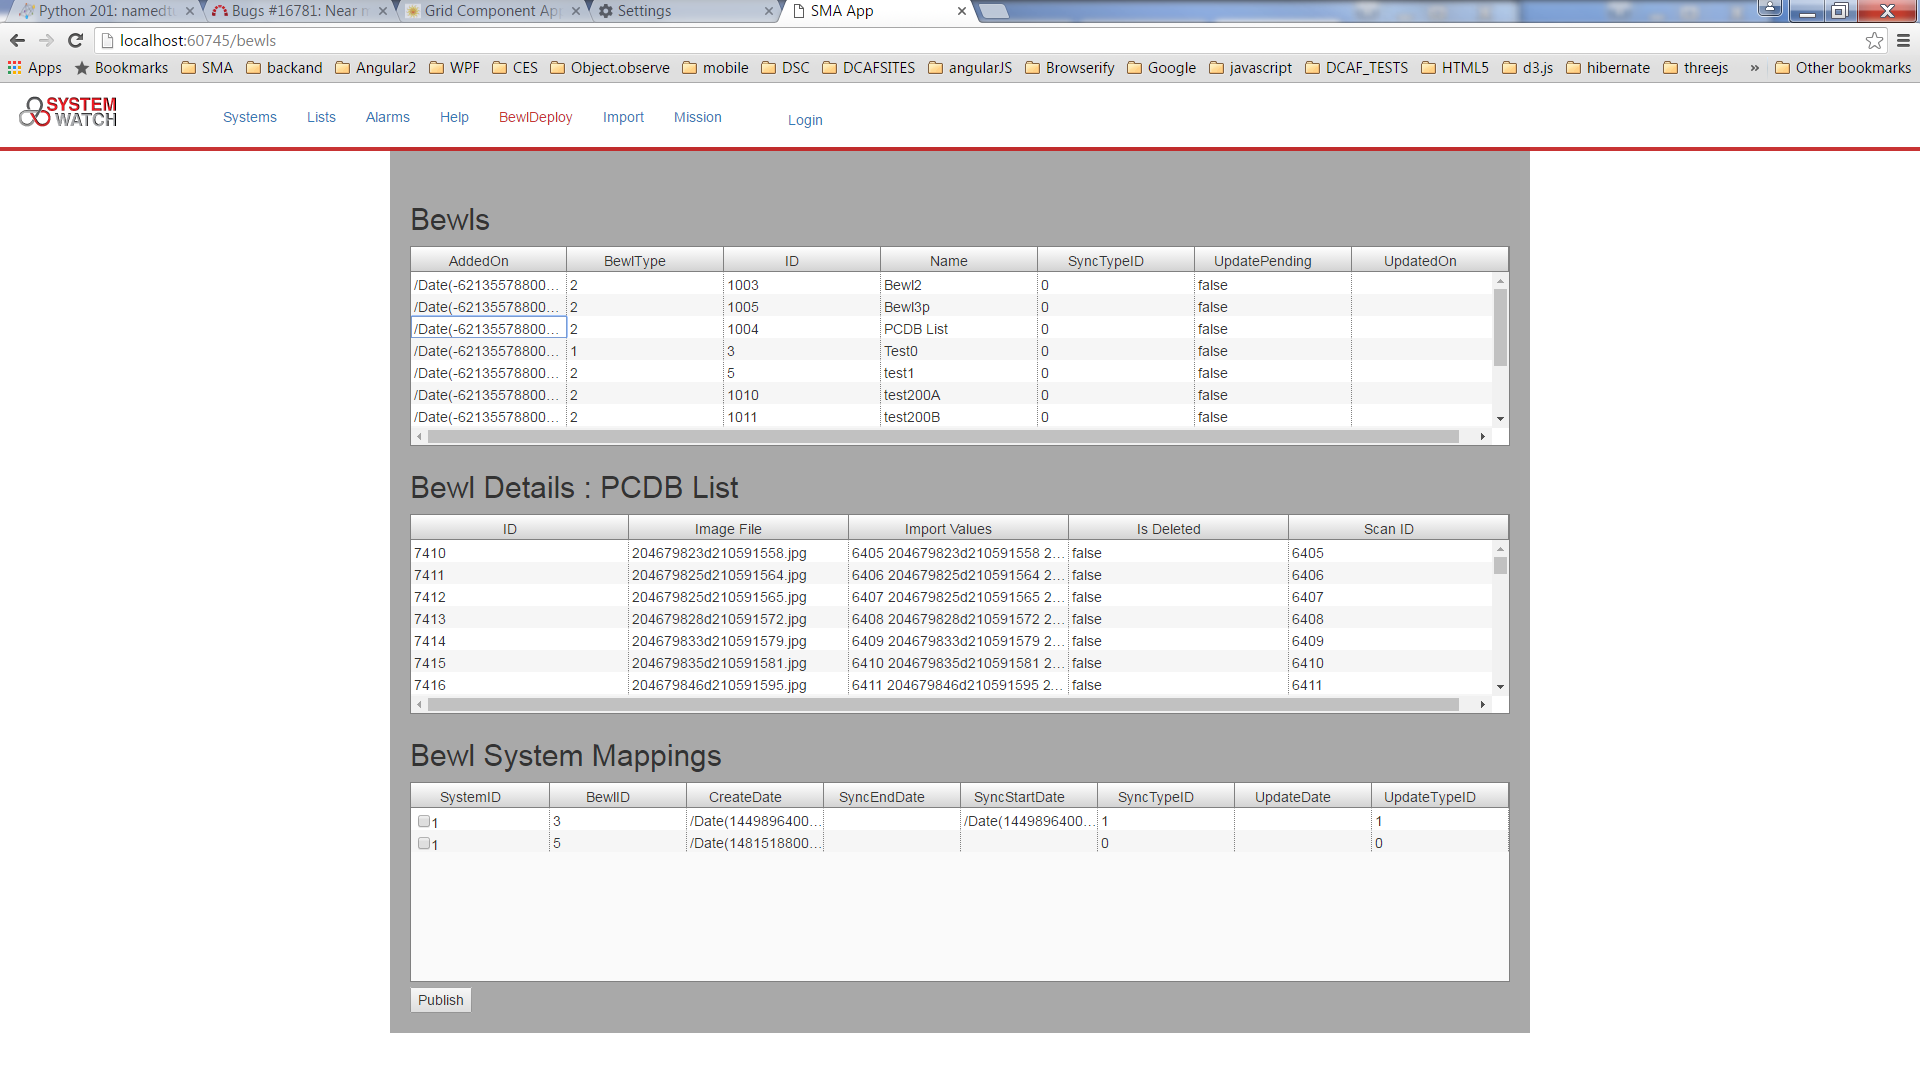 Python 201: namedtu
Bugs #16781: Near m
Grid Component App
Settings
SMA App
localhost:60745/bewls
Apps Bookmarks SMA backand Angular2 WPF CES Object.observe mobile DSC DCAFSITES angularJS Browserify Google javascript DCAF_TESTS HTML5 d3.js hibernate threejs » Other bookmarks
SYSTEM
WATCH
Systems Lists Alarms Help BewlDeploy Import Mission Login
Bewls
AddedOn BewlType ID Name SyncTypeID UpdatePending UpdatedOn
/Date(-62135578800... 2 1003 Bewl2 0 false
/Date(-62135578800... 2 1005 Bewl3p 0 false
/Date(-62135578800... 2 1004 PCDB List 0 false
/Date(-62135578800... 1 3 Test0 0 false
/Date(-62135578800... 2 5 test1 0 false
/Date(-62135578800... 2 1010 test200A 0 false
/Date(-62135578800... 2 1011 test200B 0 false
Bewl Details : PCDB List
ID Image File Import Values Is Deleted Scan ID
7410 204679823d210591558.jpg 6405 204679823d210591558 2... false 6405
7411 204679825d210591564.jpg 6406 204679825d210591564 2... false 6406
7412 204679825d210591565.jpg 6407 204679825d210591565 2... false 6407
7413 204679828d210591572.jpg 6408 204679828d210591572 2... false 6408
7414 204679833d210591579.jpg 6409 204679833d210591579 2... false 6409
7415 204679835d210591581.jpg 6410 204679835d210591581 2... false 6410
7416 204679846d210591595.jpg 6411 204679846d210591595 2... false 6411
Bewl System Mappings
SystemID BewlID CreateDate SyncEndDate SyncStartDate SyncTypeID UpdateDate UpdateTypeID
1 3 /Date(1449896400... /Date(1449896400... 1 1
1 5 /Date(1481518800... 0 0
Publish